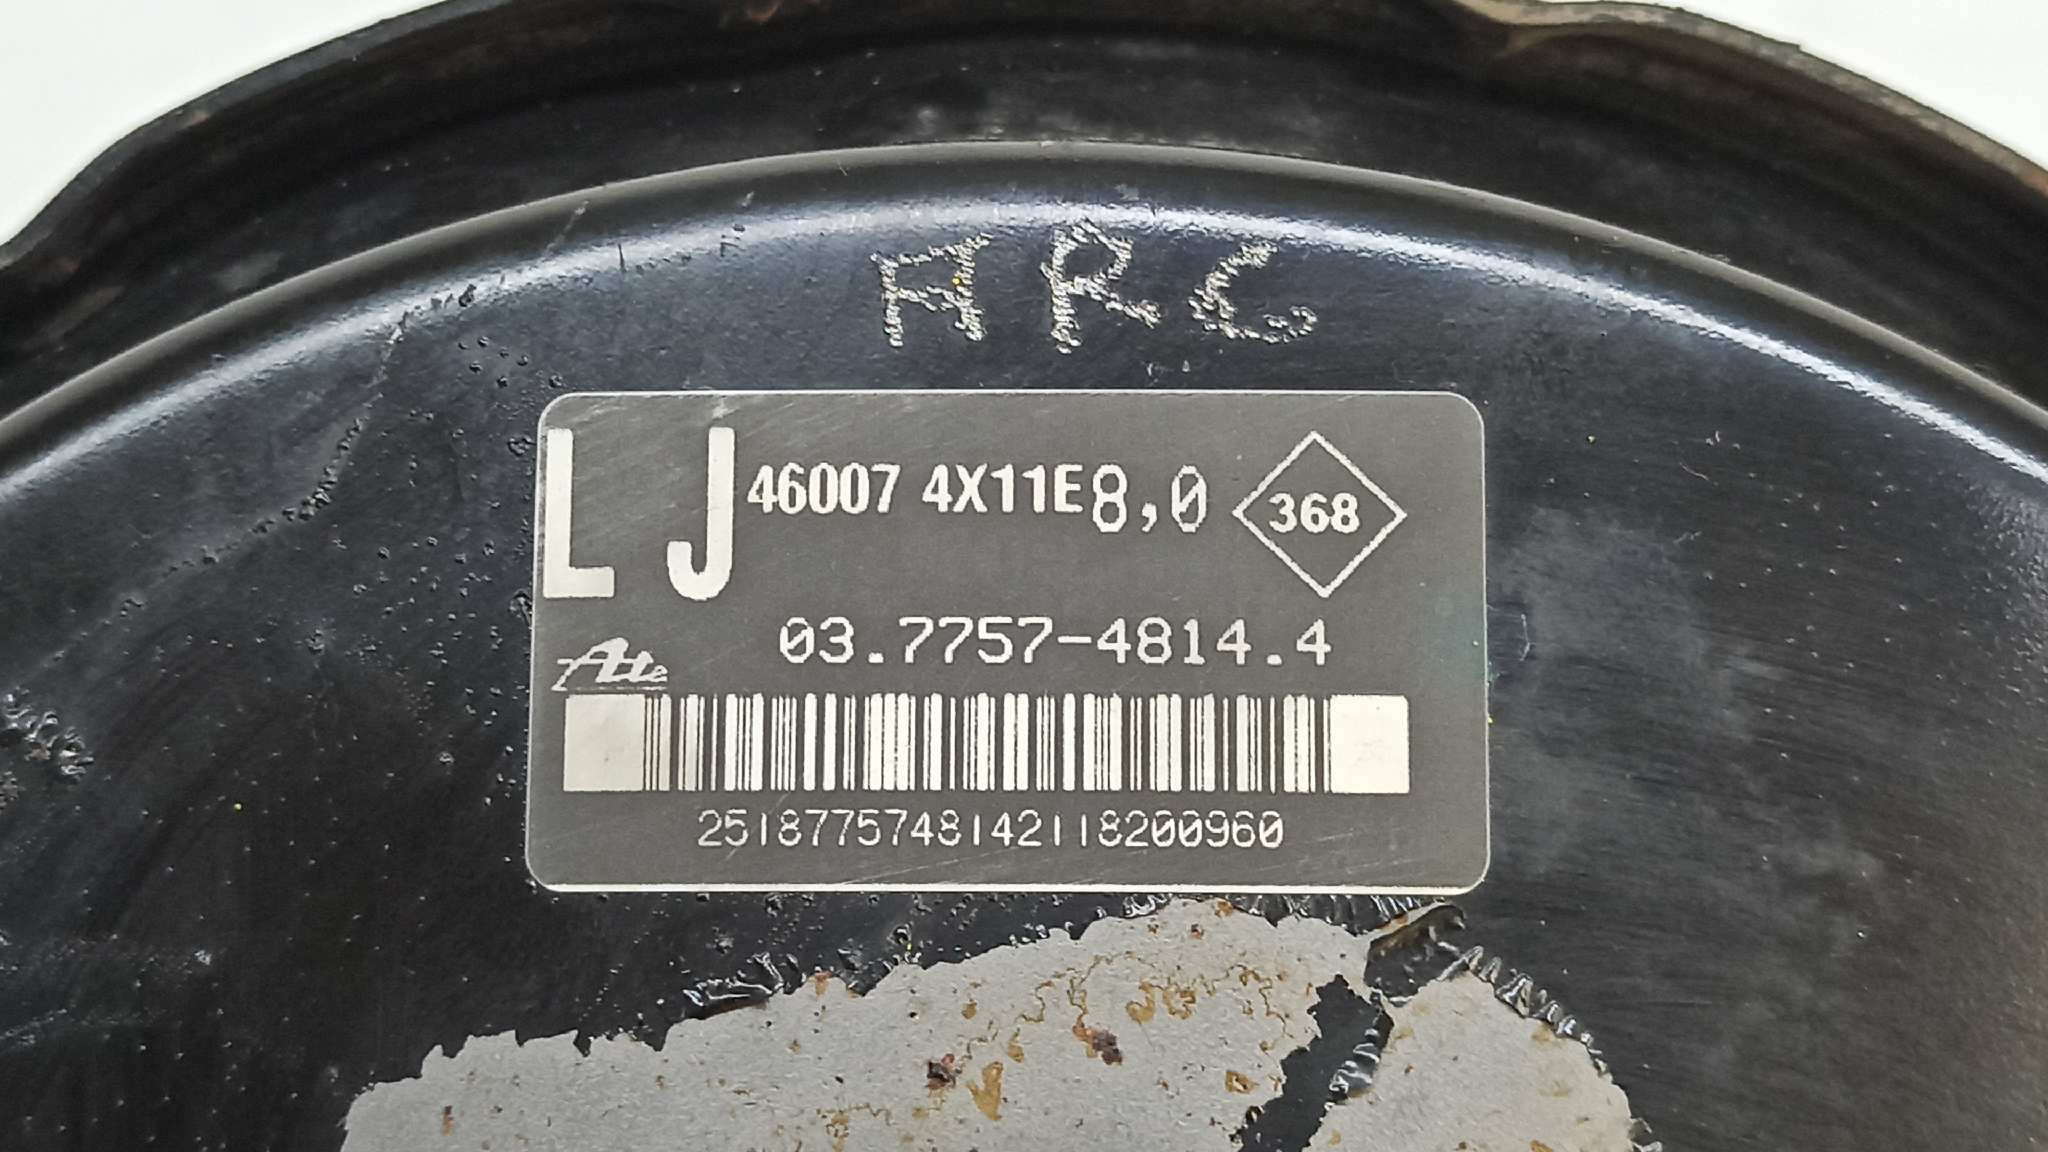 ARC
LJ 46007 4X11E 8,0 368
03.7757-4814.4
Ate
2518775748142118200960